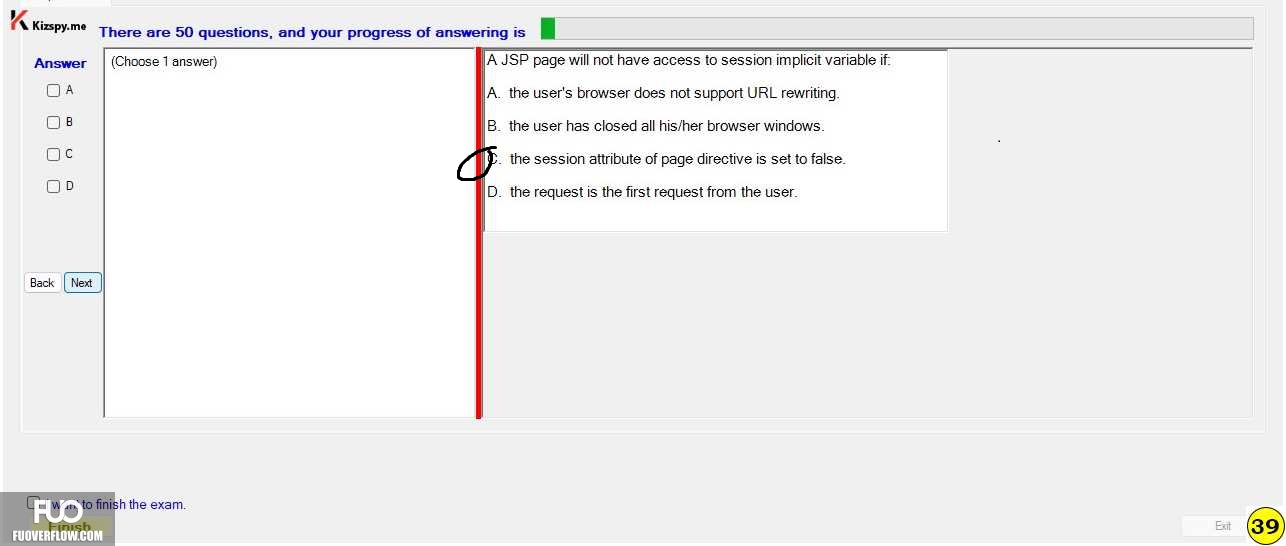 Kizspy.me
There are 50 questions, and your progress of answering is
Answer
(Choose 1 answer)
A
B
C
D
Back
Next
A JSP page will not have access to session implicit variable if:
A. the user's browser does not support URL rewriting.
B. the user has closed all his/her browser windows.
C. the session attribute of page directive is set to false.
D. the request is the first request from the user.
I want to finish the exam.
Finish
FUO
FUOVERFLOW.COM
Exit
39